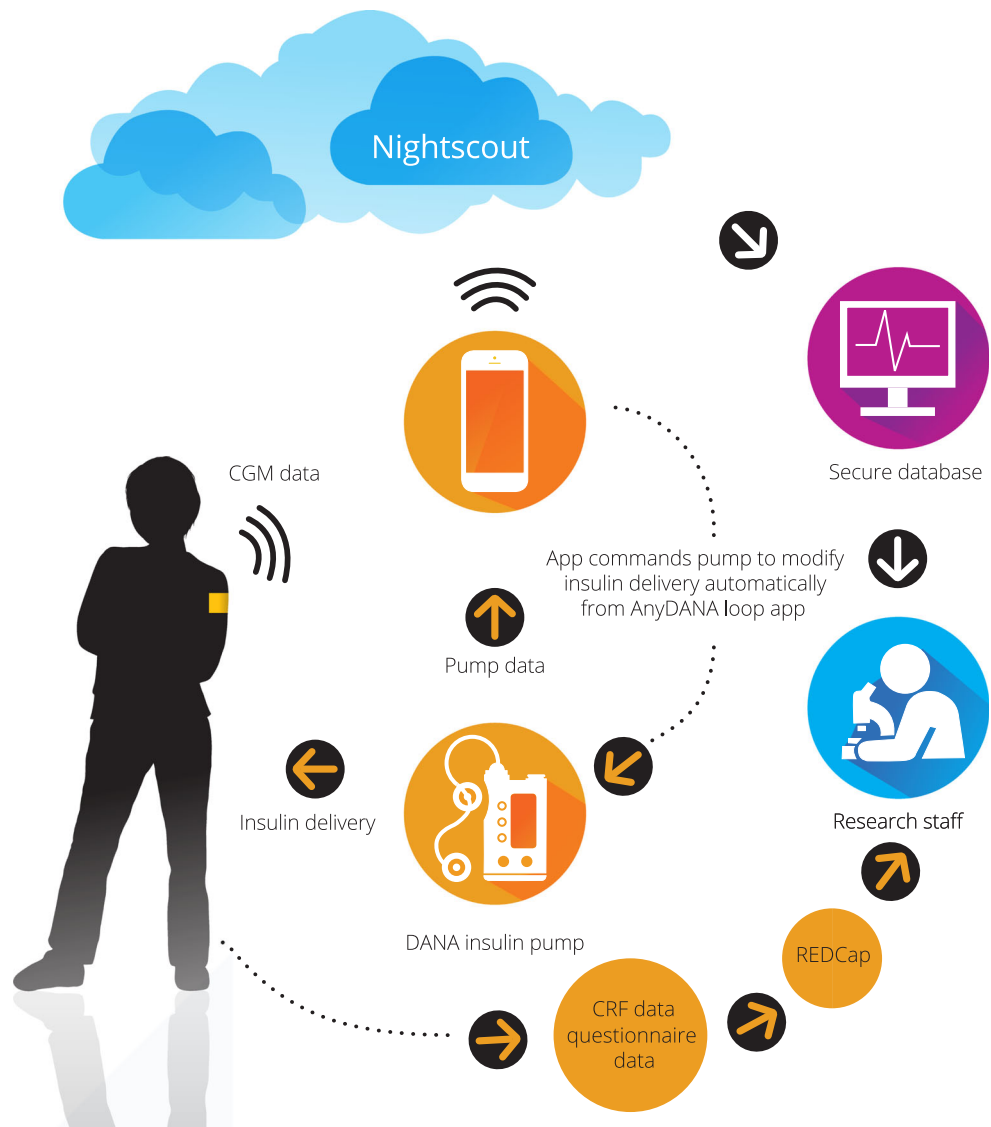 Nightscout
CGM data
Secure database
App commands pump to modify
insulin delivery automatically
from AnyDANA loop app
Pump data
Insulin delivery
Research staff
DANA insulin pump
REDCap
CRF data
questionnaire
data